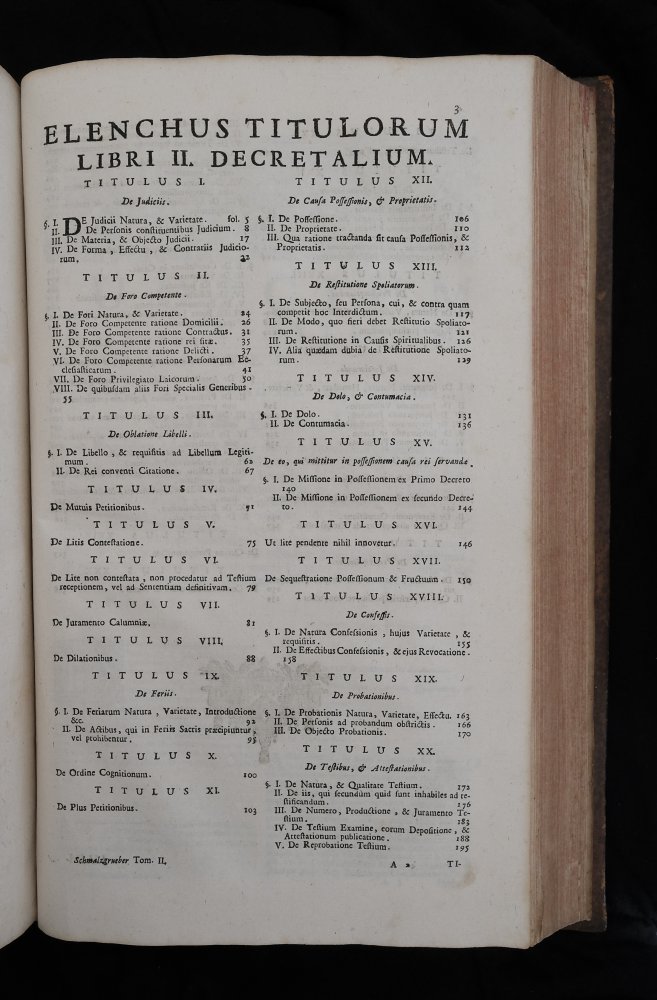 3
ELENCHUS TITULORUM
LIBRI II. DECRETALIUM.
TITULUS I.
De Judiciis.
§. I. DE Judicii Natura, & Varietate. fol. 5
II. De Personis constituentibus Judicium. 8
III. De Materia, & Objecto Judicii. 17
IV. De Forma, Effectu, & Contrariis Judicio-
rum. 22
TITULUS II.
De Foro Competente.
§. I. De Fori Natura, & Varietate. 24
II. De Foro Competente ratione Domicilii. 26
III. De Foro Competente ratione Contractus. 31
IV. De Foro Competente ratione rei sitæ. 35
V. De Foro Competente ratione Delicti. 37
VI. De Foro Competente ratione Personarum Ec-
clesiasticarum. 41
VII. De Foro Privilegiato Laicorum. 50
VIII. De quibusdam aliis Fori Specialis Generibus.
55
TITULUS III.
De Oblatione Libelli.
§. I. De Libello, & requisitis ad Libellum Legiti-
mum. 62
II. De Rei conventi Citatione. 67
TITULUS IV.
De Mutuis Petitionibus. 71
TITULUS V.
De Litis Contestatione. 75
TITULUS VI.
De Lite non contestata, non procedatur ad Testium
receptionem, vel ad Sententiam definitivam. 79
TITULUS VII.
De Juramento Calumniæ. 81
TITULUS VIII.
De Dilationibus. 88
TITULUS IX.
De Feriis.
§. I. De Feriarum Natura, Varietate, Introductione
&c. 92
II. De Actibus, qui in Feriis Sacris præcipiuntur,
vel prohibentur. 95
TITULUS X.
De Ordine Cognitionum. 100
TITULUS XI.
De Plus Petitionibus. 103
Schmalzgrueber Tom. II.
TITULUS XII.
De Causa Possessionis, & Proprietatis.
§. I. De Possessione. 106
II. De Proprietate. 110
III. Qua ratione tractanda sit causa Possessionis, &
Proprietatis. 112
TITULUS XIII.
De Restitutione Spoliatorum.
§. I. De Subjecto, seu Persona, cui, & contra quam
competit hoc Interdictum. 117
II. De Modo, quo fieri debet Restitutio Spoliato-
rum. 121
III. De Restitutione in Causis Spiritualibus. 126
IV. Alia quædam dubia de Restitutione Spoliato-
rum. 129
TITULUS XIV.
De Dolo, & Contumacia.
§. I. De Dolo. 131
II. De Contumacia. 136
TITULUS XV.
De eo, qui mittitur in possessionem causa rei servandæ.
§. I. De Missione in Possessionem ex Primo Decreto
140
II. De Missione in Possessionem ex secundo Decre-
to. 144
TITULUS XVI.
Ut lite pendente nihil innovetur. 146
TITULUS XVII.
De Sequestratione Possessionum & Fructuum. 150
TITULUS XVIII.
De Confessis.
§. I. De Natura Confessionis, hujus Varietate, &
requisitis. 155
II. De Effectibus Confessionis, & ejus Revocatione.
158
TITULUS XIX.
De Probationibus.
§. I. De Probationis Natura, Varietate, Effectu. 163
II. De Personis ad probandum obstrictis. 166
III. De Objecto Probationis. 170
TITULUS XX.
De Testibus, & Attestationibus.
§. I. De Natura, & Qualitate Testium. 172
II. De iis, qui secundùm quid sunt inhabiles ad te-
stificandum. 176
III. De Numero, Productione, & Juramento Te-
stium. 183
IV. De Testium Examine, eorum Depositione, &
Attestationum publicatione. 188
V. De Reprobatione Testium. 195
A 2 TI-